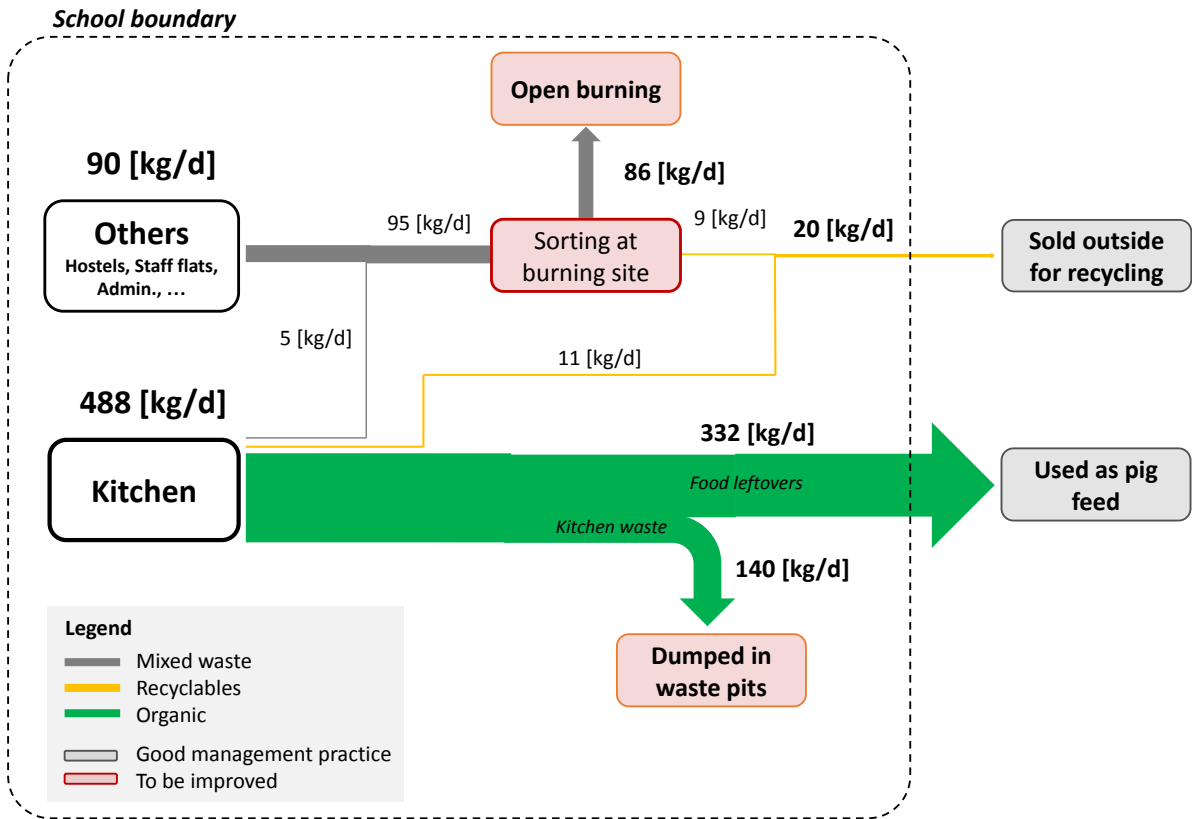 School boundary
Open burning
90 [kg/d]
86 [kg/d]
Others
Hostels, Staff flats,
Admin., …
95 [kg/d]
Sorting at
burning site
9 [kg/d]
20 [kg/d]
Sold outside
for recycling
5 [kg/d]
11 [kg/d]
488 [kg/d]
332 [kg/d]
Kitchen
Food leftovers
Used as pig
feed
Kitchen waste
140 [kg/d]
Dumped in
waste pits
Legend
Mixed waste
Recyclables
Organic
Good management practice
To be improved